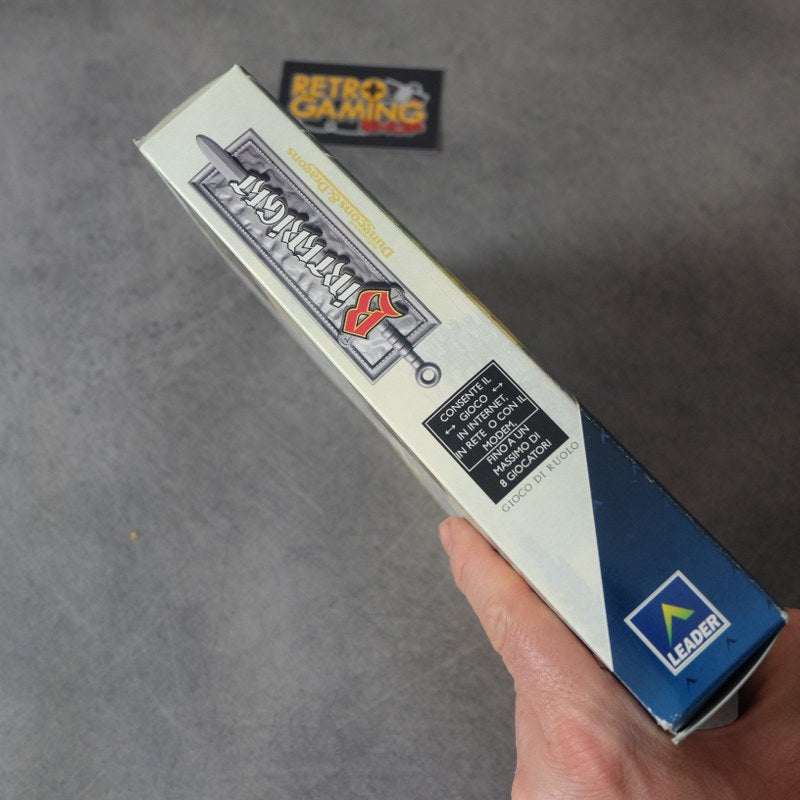 RETRO
GAMING
Dungeons & Dragons
BIRTHRIGHT
CONSENTE IL
↔ GIOCO ↔
IN INTERNET,
IN RETE O CON IL
MODEM,
FINO A UN
MASSIMO DI
8 GIOCATORI
GIOCO DI RUOLO
LEADER